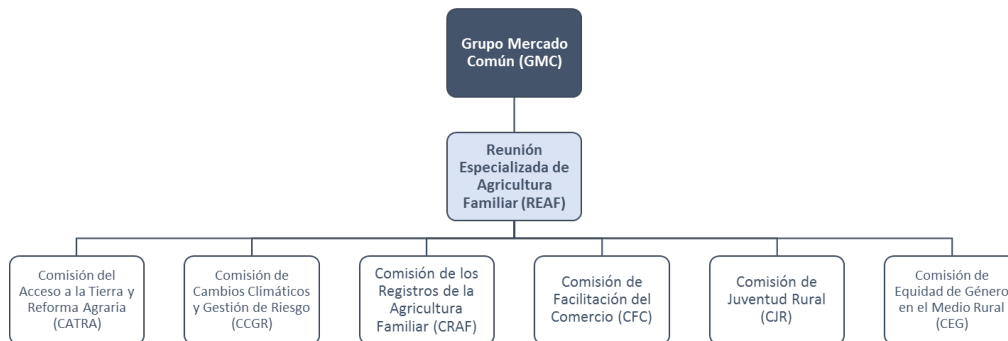 Grupo Mercado
Común (GMC)
Reunión
Especializada de
Agricultura
Familiar (REAF)
Comisión del
Acceso a la Tierra y
Reforma Agraria
(CATRA)
Comisión de
Cambios Climáticos
y Gestión de Riesgo
(CCGR)
Comisión de los
Registros de la
Agricultura
Familiar (CRAF)
Comisión de
Facilitación del
Comercio (CFC)
Comisión de
Juventud Rural
(CJR)
Comisión de
Equidad de Género
en el Medio Rural
(CEG)